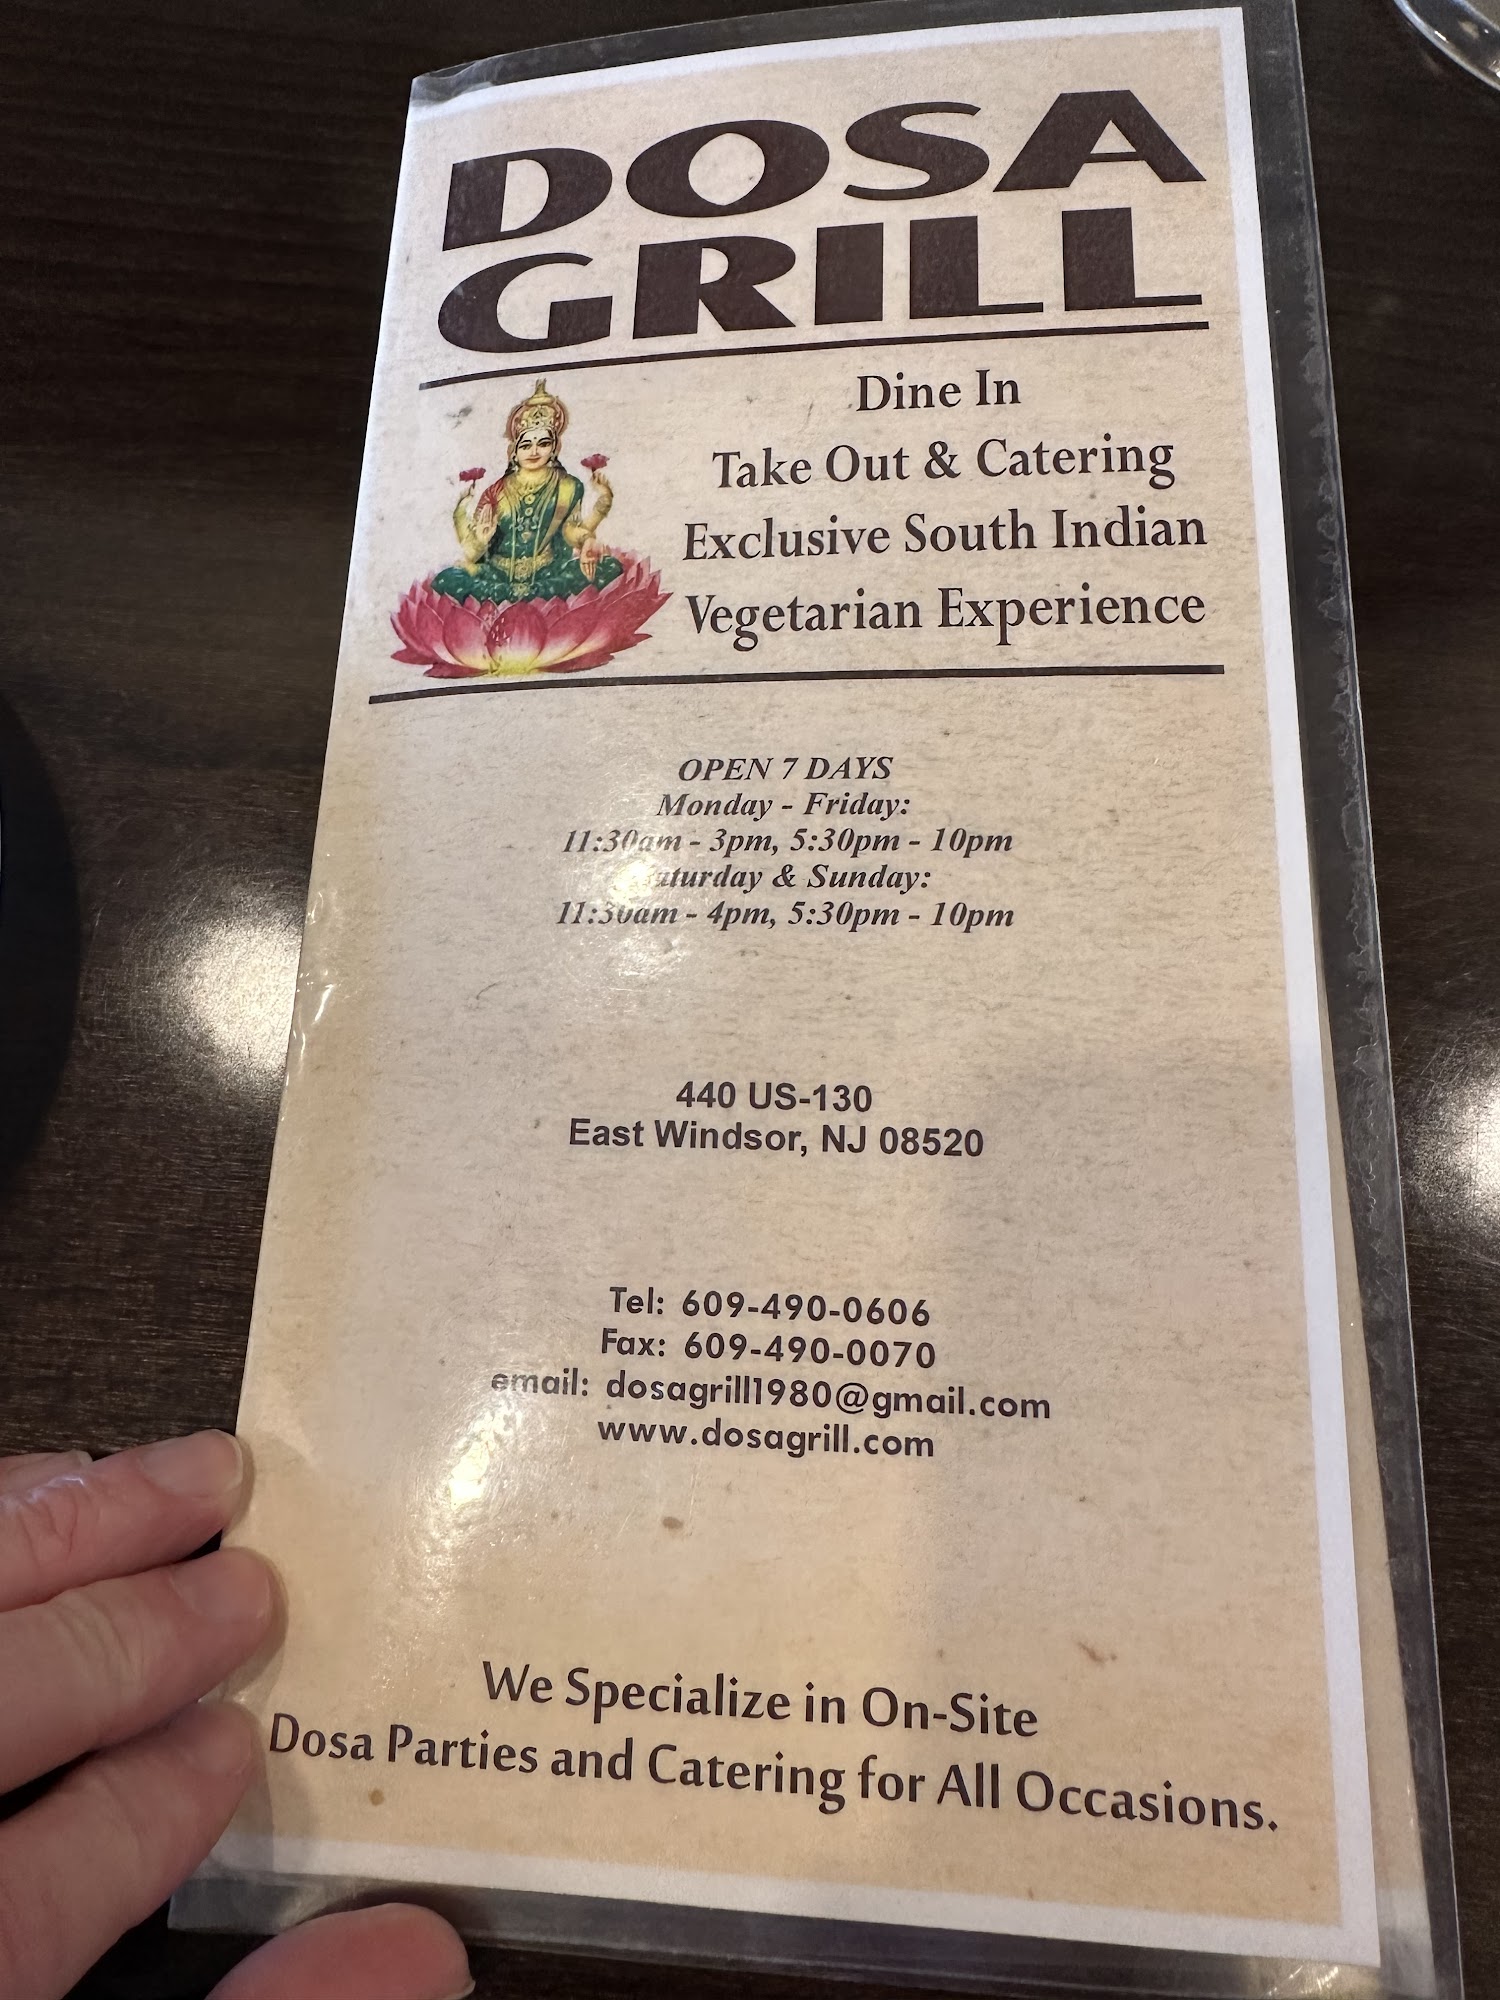 DOSA
GRILL
Dine In
Take Out & Catering
Exclusive South Indian
Vegetarian Experience
OPEN 7 DAYS
Monday - Friday:
11:30am - 3pm, 5:30pm - 10pm
Saturday & Sunday:
11:30am - 4pm, 5:30pm - 10pm
440 US-130
East Windsor, NJ 08520
Tel: 609-490-0606
Fax: 609-490-0070
email: dosagrill1980@gmail.com
www.dosagrill.com
We Specialize in On-Site
Dosa Parties and Catering for All Occasions.